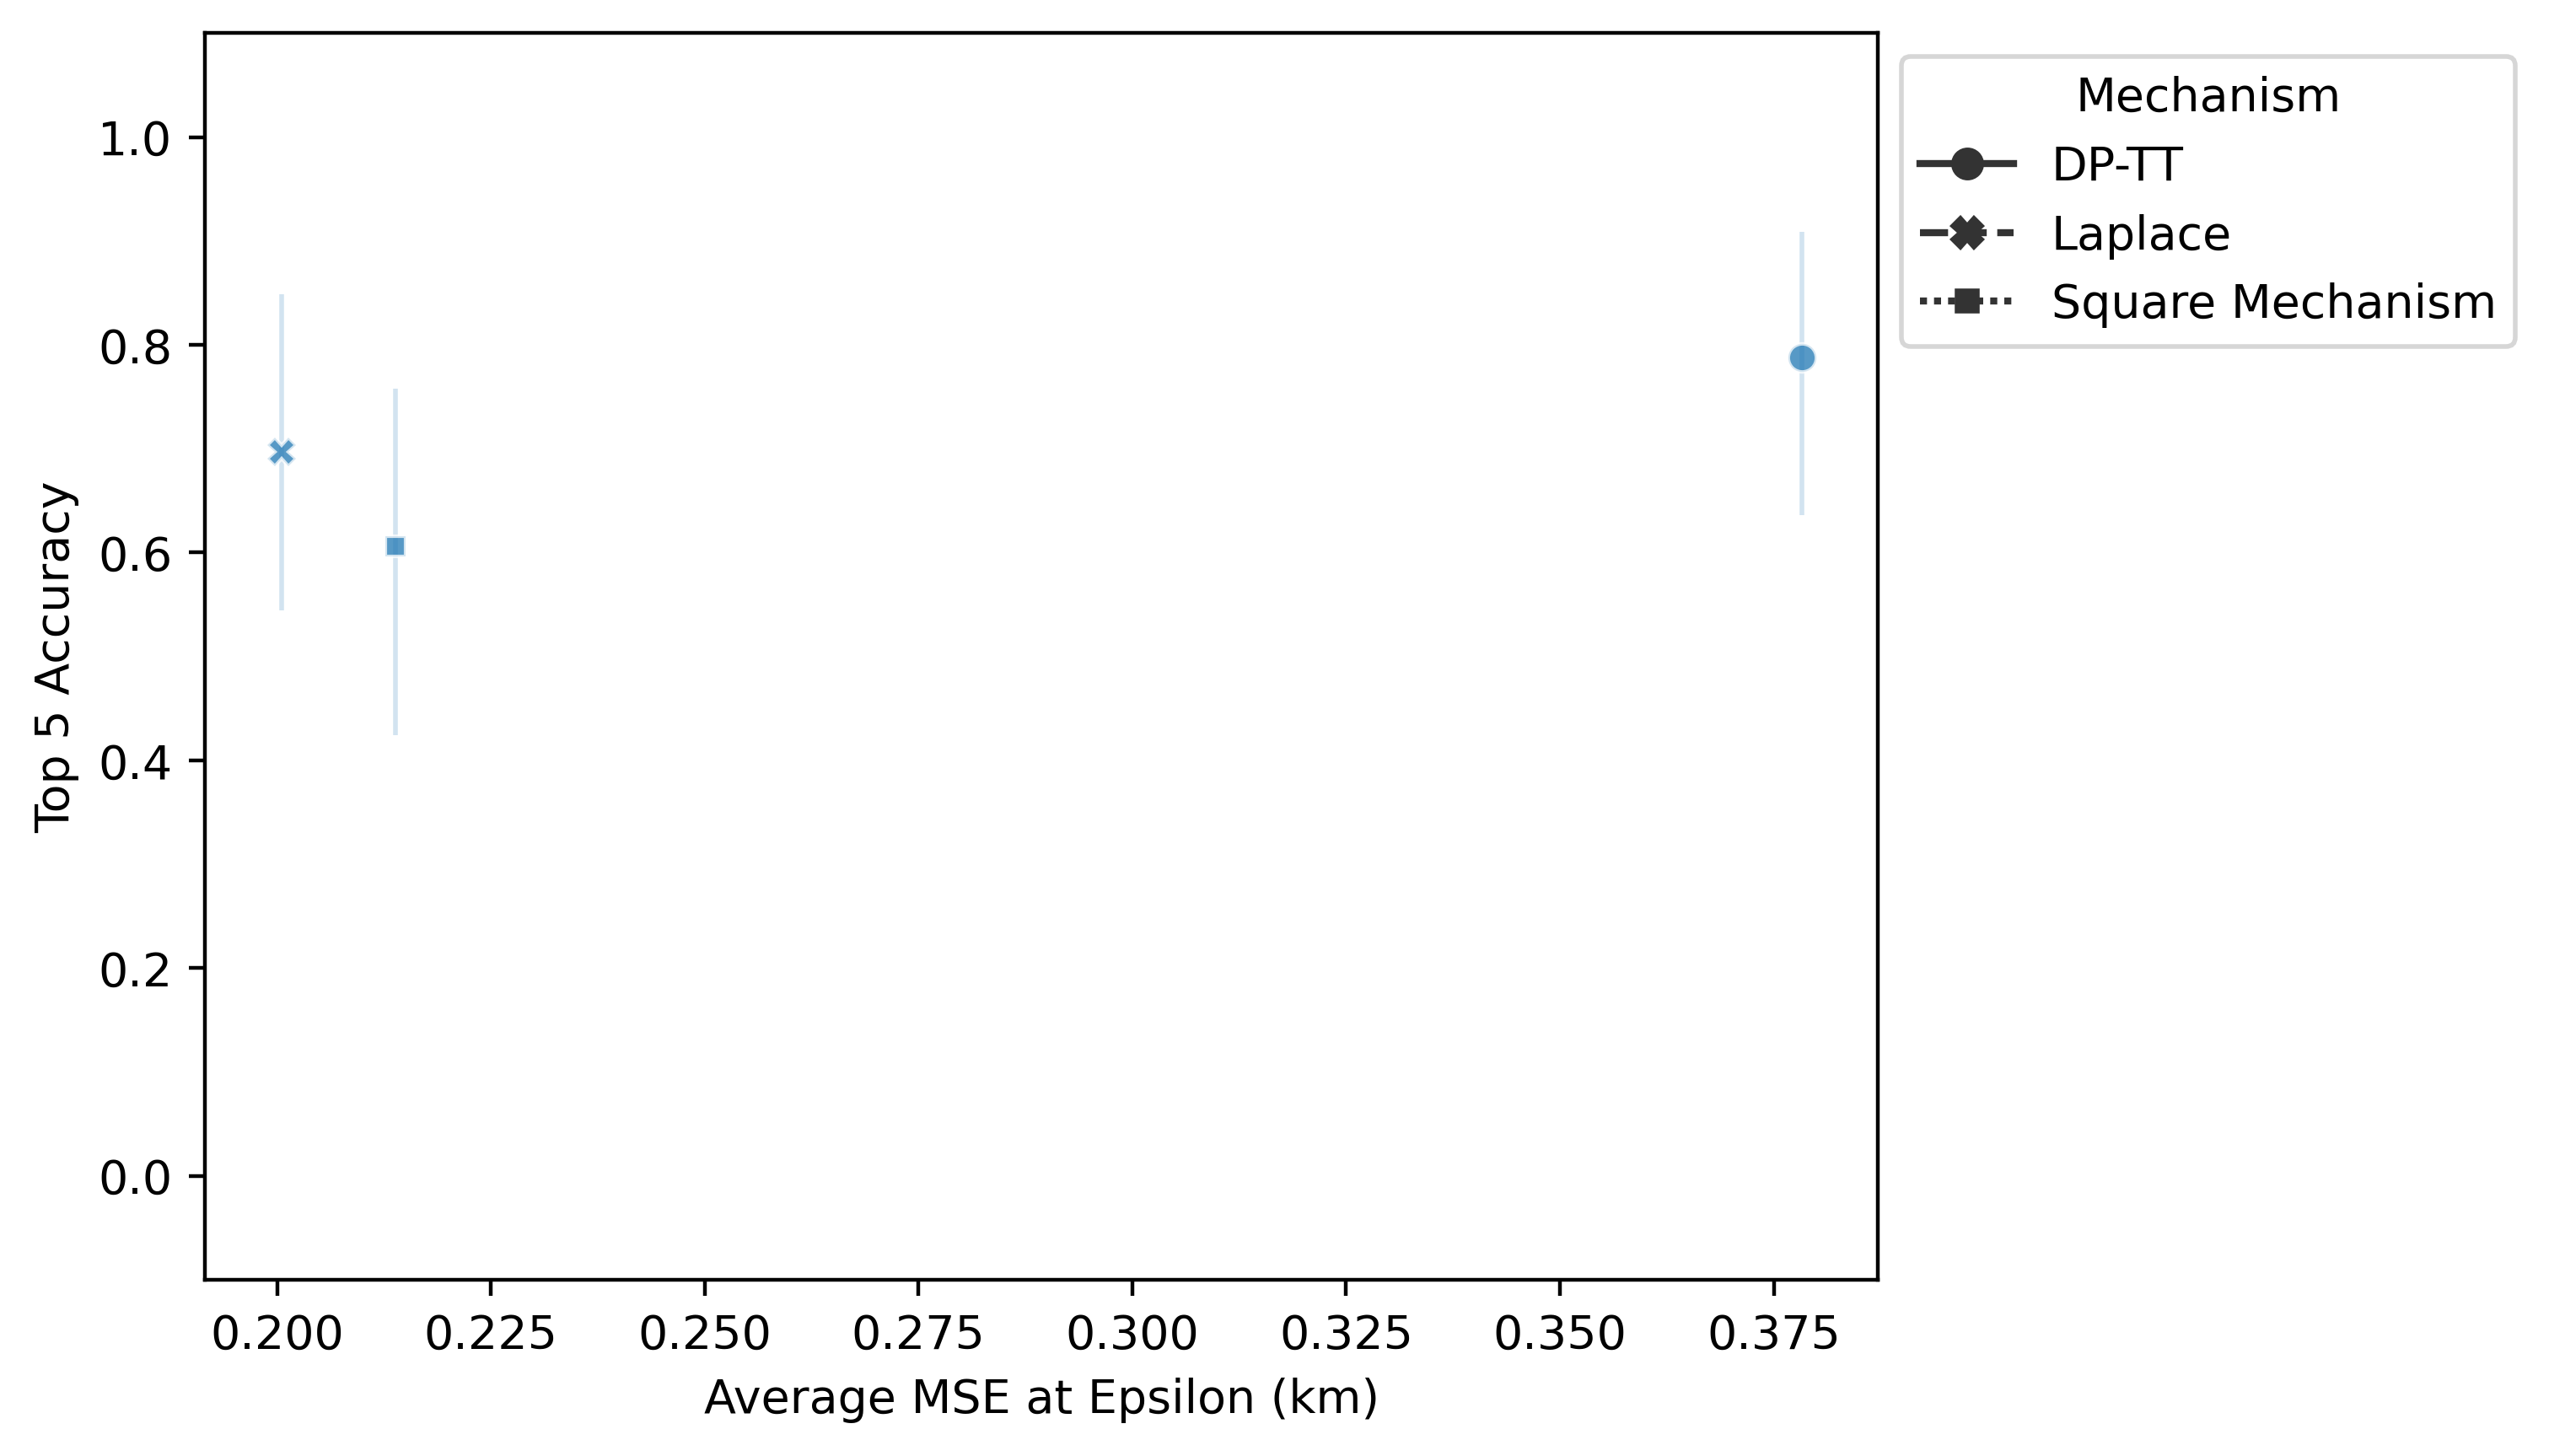 Mechanism
DP-TT
Laplace
Square Mechanism
Top 5 Accuracy
1.0
0.8
0.6
0.4
0.2
0.0
0.200 0.225 0.250 0.275 0.300 0.325 0.350 0.375
Average MSE at Epsilon (km)